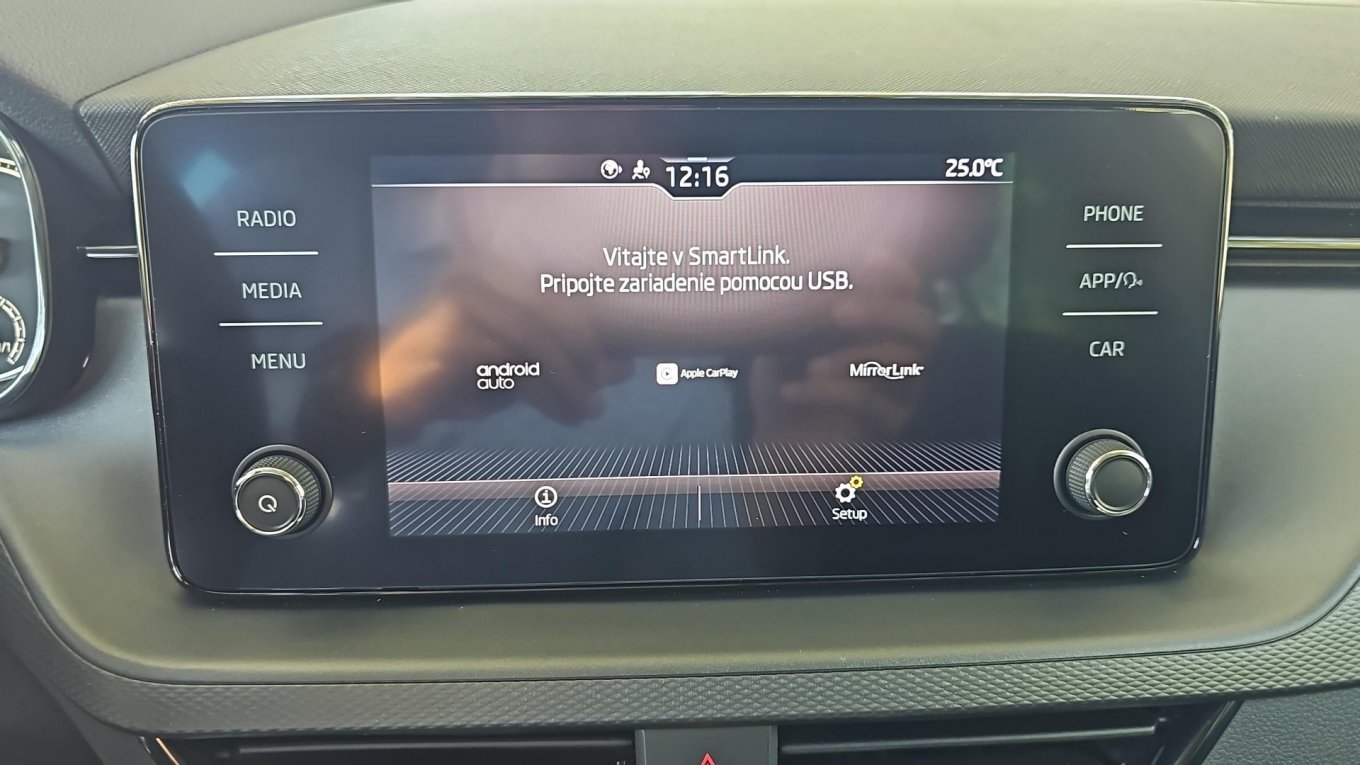 12:16
25.0°C
RADIO
MEDIA
MENU
Vitajte v SmartLink.
Pripojte zariadenie pomocou USB.
android
auto
Apple CarPlay
MirrorLink
Info
Setup
PHONE
APP/
CAR